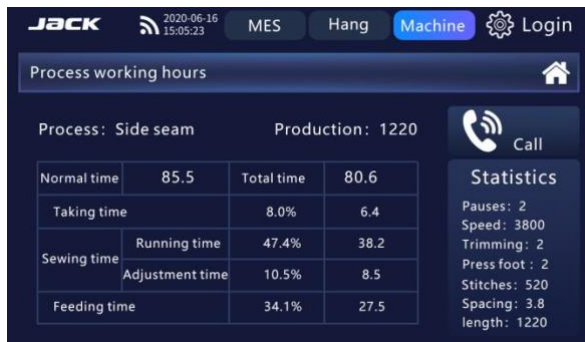 JACK 2020-06-16 MES Hang Machine Login
15:05:23
Process working hours
Process: Side seam Production: 1220
Call
Normal time 85.5 Total time 80.6
Taking time 8.0% 6.4
Sewing time Running time 47.4% 38.2
Adjustment time 10.5% 8.5
Feeding time 34.1% 27.5
Statistics
Pauses: 2
Speed: 3800
Trimming: 2
Press foot : 2
Stitches: 520
Spacing: 3.8
length: 1220